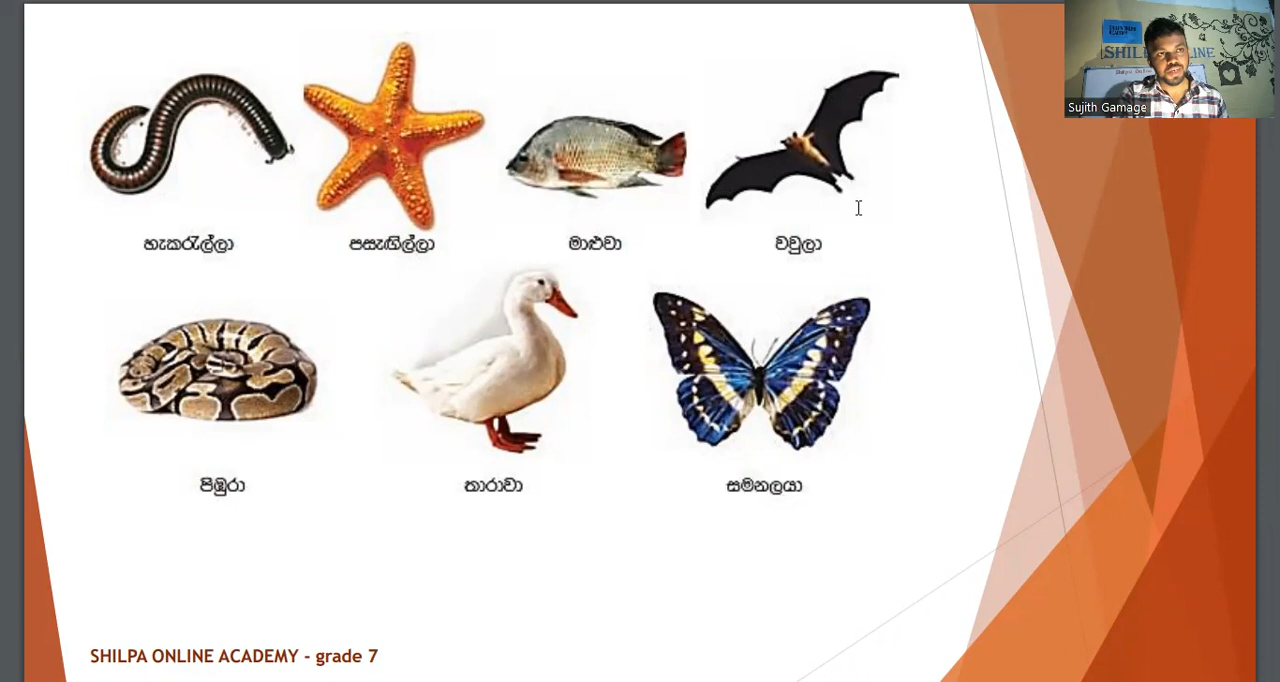 හැකරැල්ලා
පසැඟිල්ලා
මාළුවා
වවුලා
පිඹුරා
තාරාවා
සමනලයා
SHILPA ONLINE ACADEMY - grade 7
Sujith Gamage